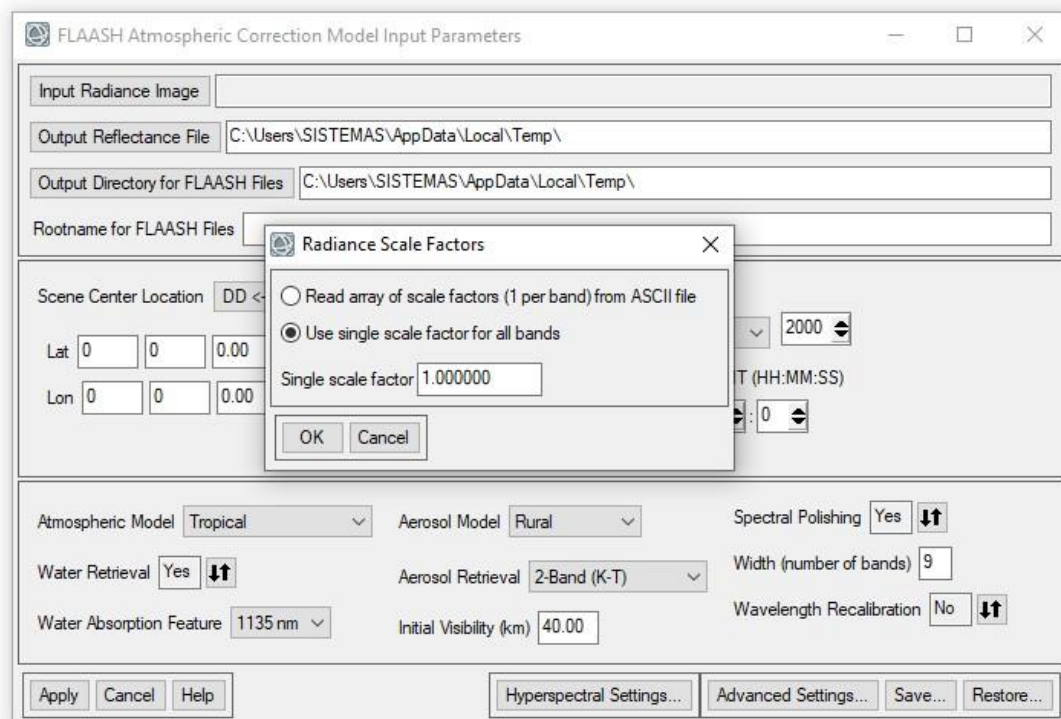 FLAASH Atmospheric Correction Model Input Parameters
Input Radiance Image
Output Reflectance File C:\Users\SISTEMAS\AppData\Local\Temp\
Output Directory for FLAASH Files C:\Users\SISTEMAS\AppData\Local\Temp\
Rootname for FLAASH Files
Radiance Scale Factors
Read array of scale factors (1 per band) from ASCII file
Use single scale factor for all bands
Single scale factor 1.000000
OK Cancel
Scene Center Location DD <-
2000
Lat 0 0 0.00
T (HH:MM:SS)
Lon 0 0 0.00
: 0
Atmospheric Model Tropical Aerosol Model Rural Spectral Polishing Yes
Water Retrieval Yes Aerosol Retrieval 2-Band (K-T) Width (number of bands) 9
Water Absorption Feature 1135 nm Initial Visibility (km) 40.00 Wavelength Recalibration No
Apply Cancel Help Hyperspectral Settings... Advanced Settings... Save... Restore...